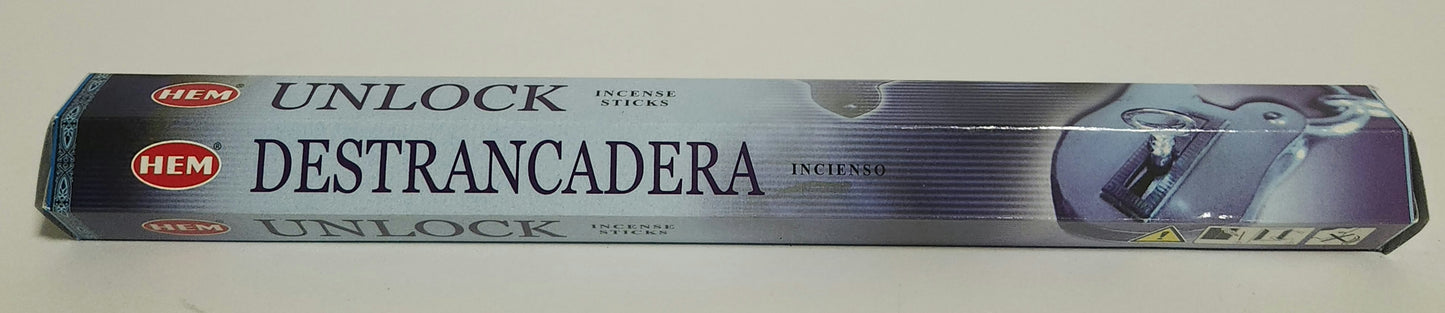 HEM UNLOCK INCENSE
STICKS
HEM® DESTRANCADERA INCIENSO
HEM UNLOCK INCENSE
STICKS